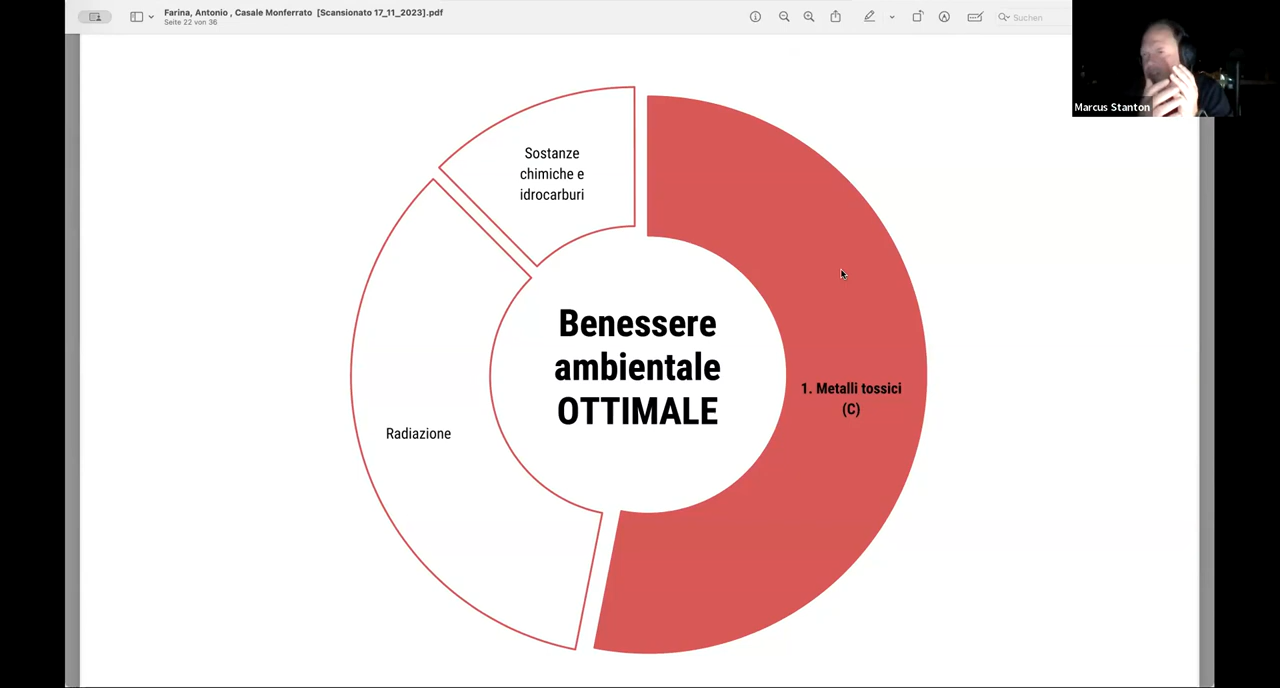 Farina, Antonio , Casale Monferrato [Scansionato 17_11_2023].pdf
Seite 22 von 36
Suchen
Marcus Stanton
Sostanze
chimiche e
idrocarburi
Benessere
ambientale
OTTIMALE
1. Metalli tossici
(C)
Radiazione